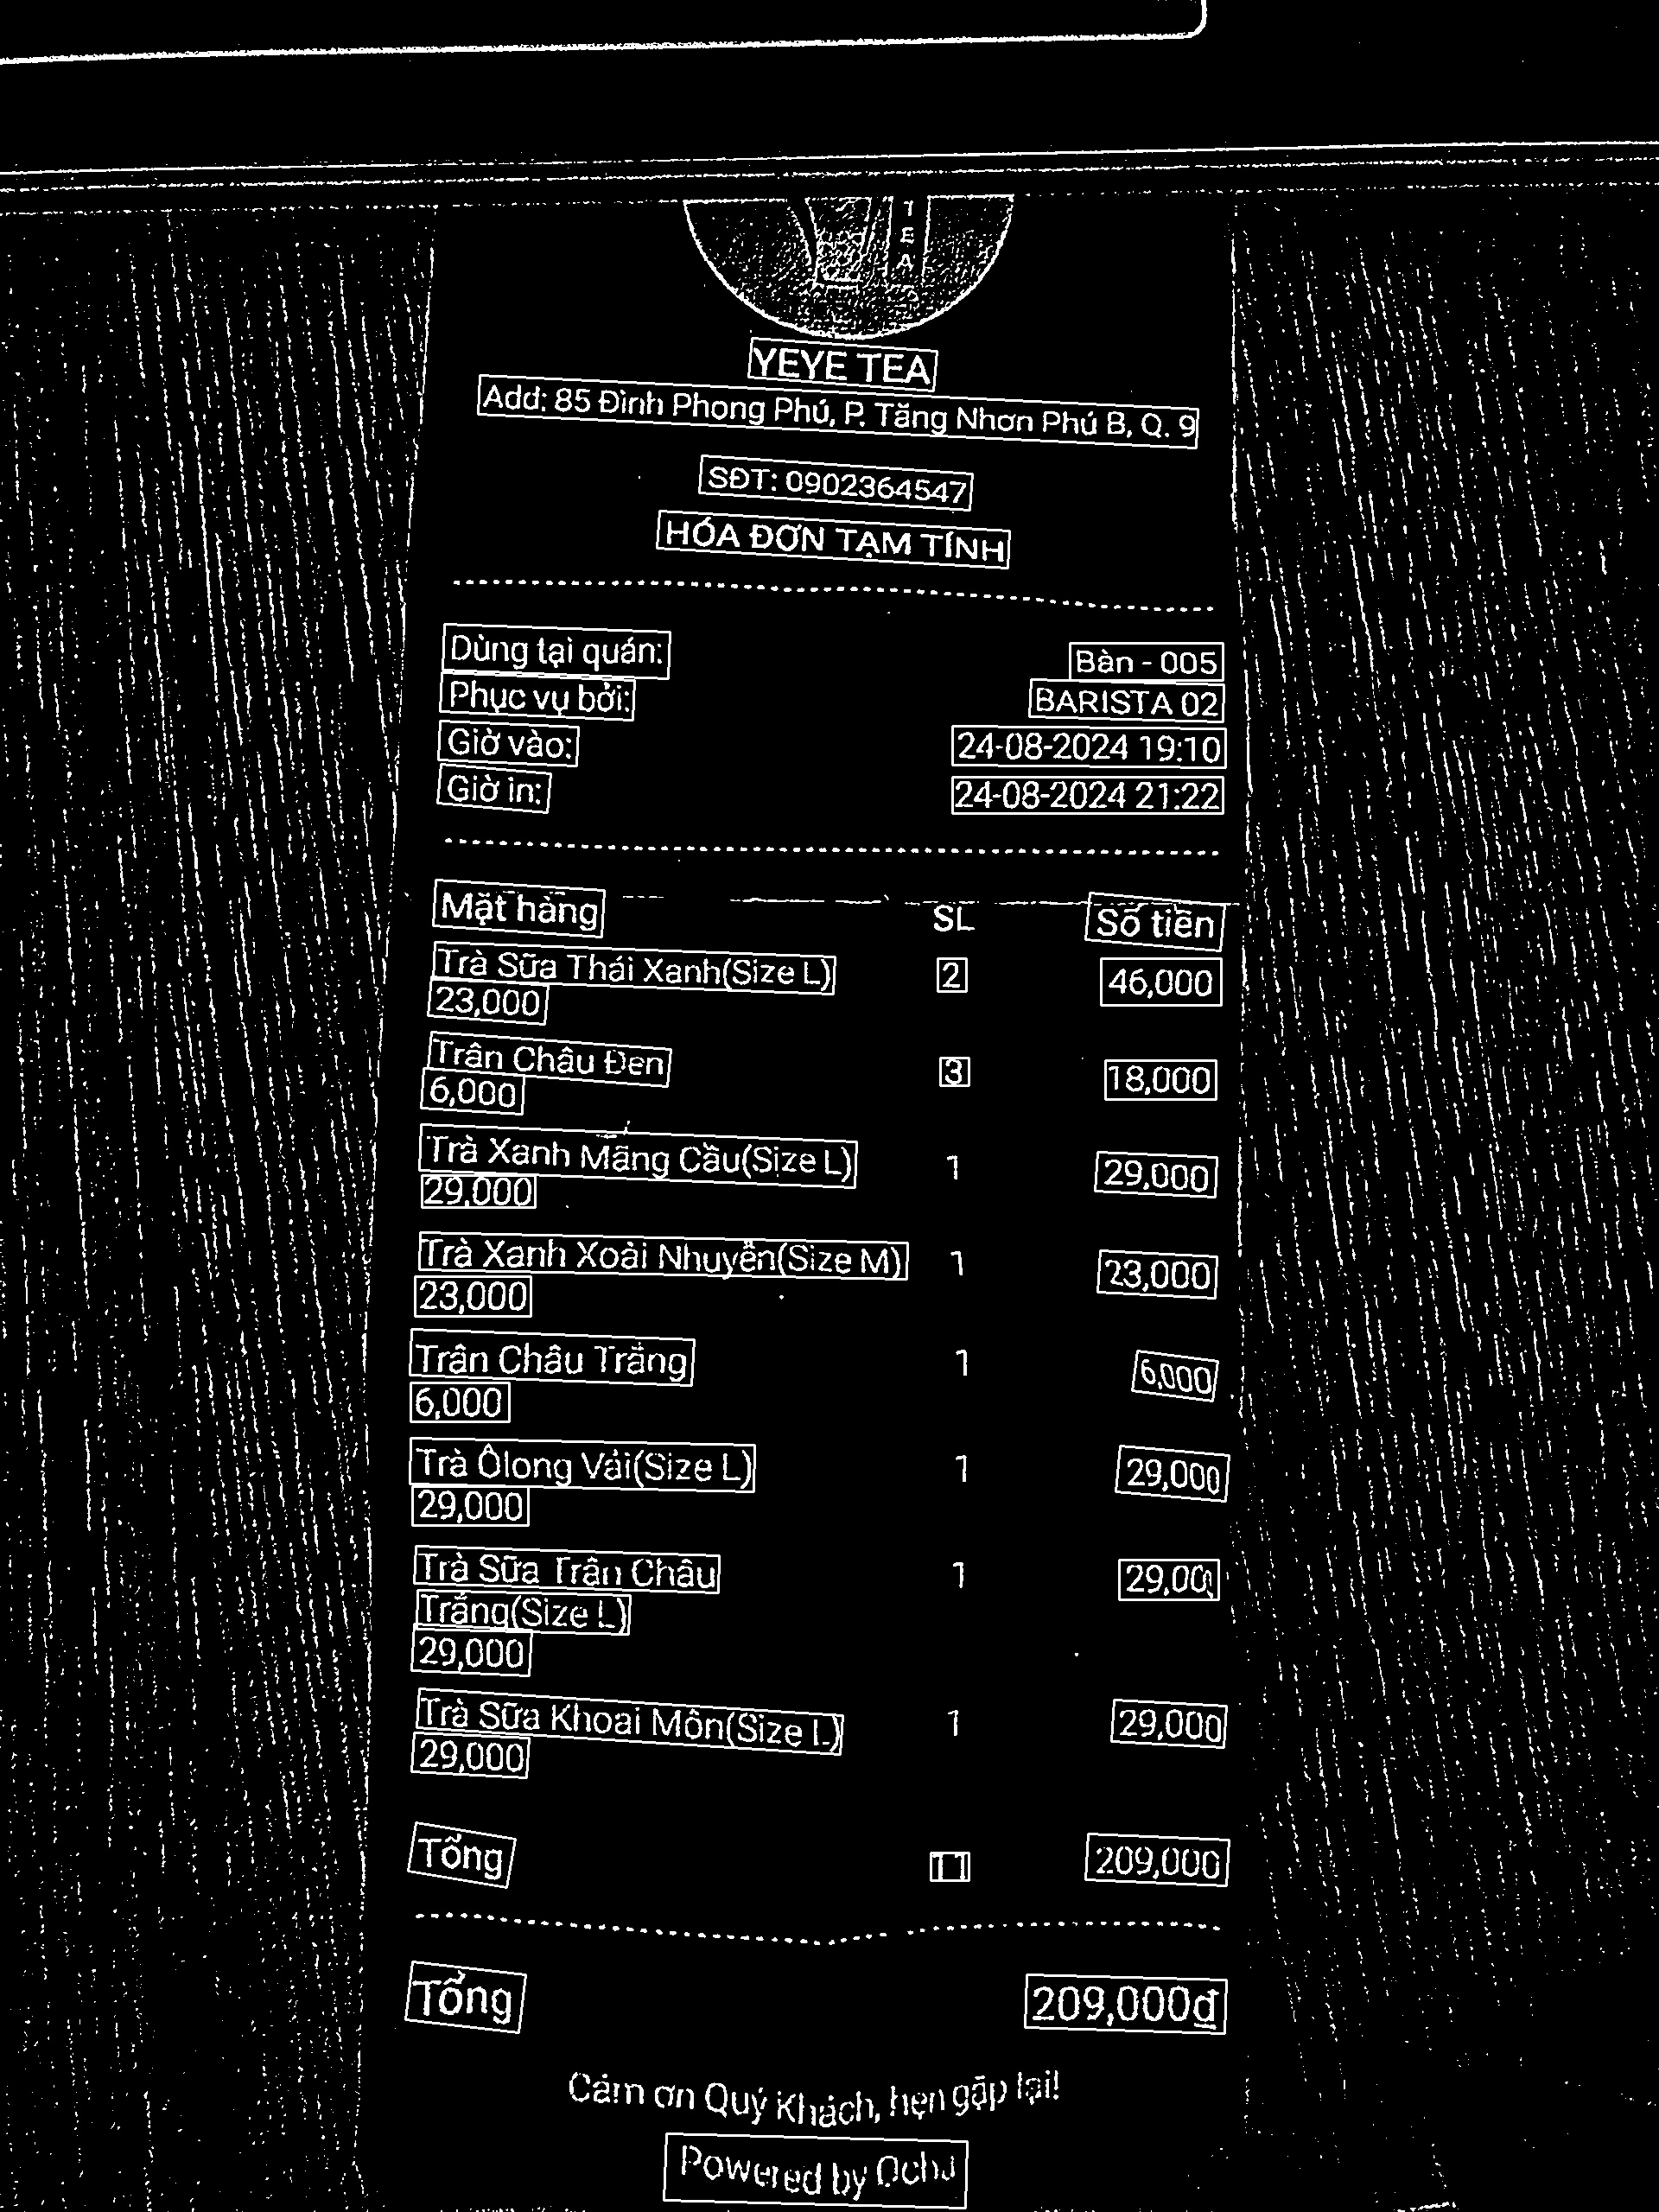 TEA
YEYE TEA
Add: 85 Đình Phong Phú, P. Tăng Nhơn Phú B, Q. 9
SĐT: 0902364547
HÓA ĐƠN TẠM TÍNH
Dùng tại quán: Bàn - 005
Phục vụ bởi: BARISTA 02
Giờ vào: 24-08-2024 19:10
Giờ in: 24-08-2024 21:22
Mặt hàng SL Số tiền
Trà Sữa Thái Xanh(Size L) 2 46,000
23,000
Trân Châu Đen 3 18,000
6,000
Trà Xanh Mãng Cầu(Size L) 1 29,000
29,000
Trà Xanh Xoài Nhuyễn(Size M) 1 23,000
23,000
Trân Châu Trắng 1 6,000
6,000
Trà Ôlong Vải(Size L) 1 29,000
29,000
Trà Sữa Trân Châu 1 29,000
Trắng(Size L)
29,000
Trà Sữa Khoai Môn(Size L) 1 29,000
29,000
Tổng 11 209,000
Tổng 209,000đ
Cảm ơn Quý Khách, hẹn gặp lại!
Powered by